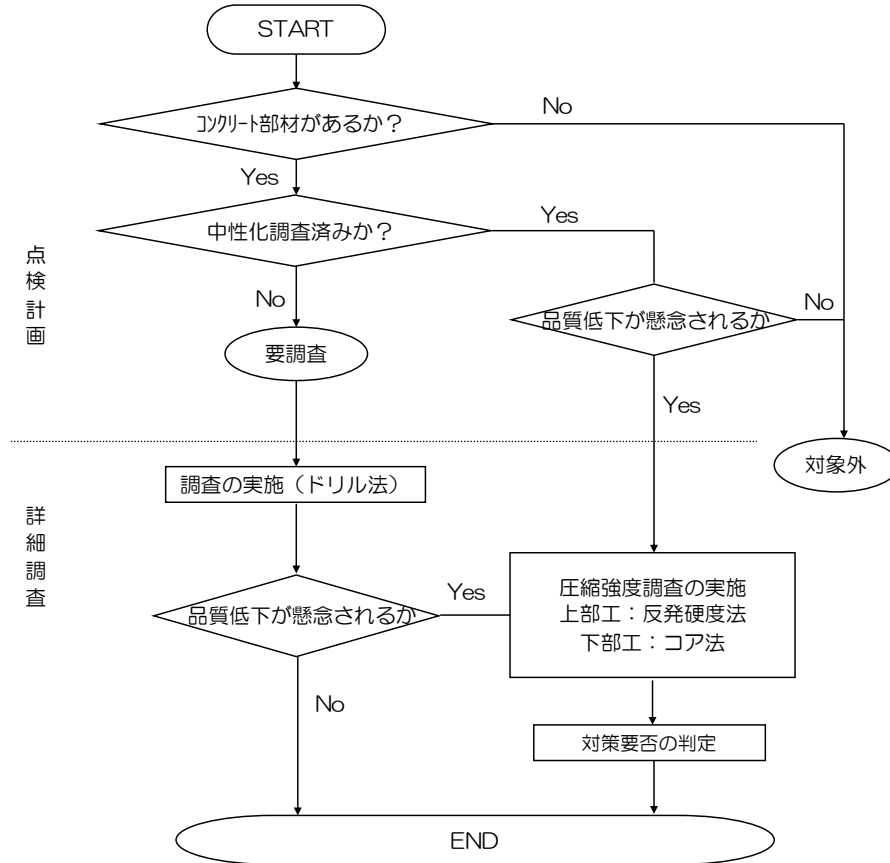 START
ｺﾝｸﾘｰﾄ部材があるか？
No
Yes
中性化調査済みか？
Yes
点検計画
No
品質低下が懸念されるか
No
要調査
Yes
対象外
調査の実施（ドリル法）
詳細調査
品質低下が懸念されるか
Yes
圧縮強度調査の実施
上部工：反発硬度法
下部工：コア法
No
対策要否の判定
END